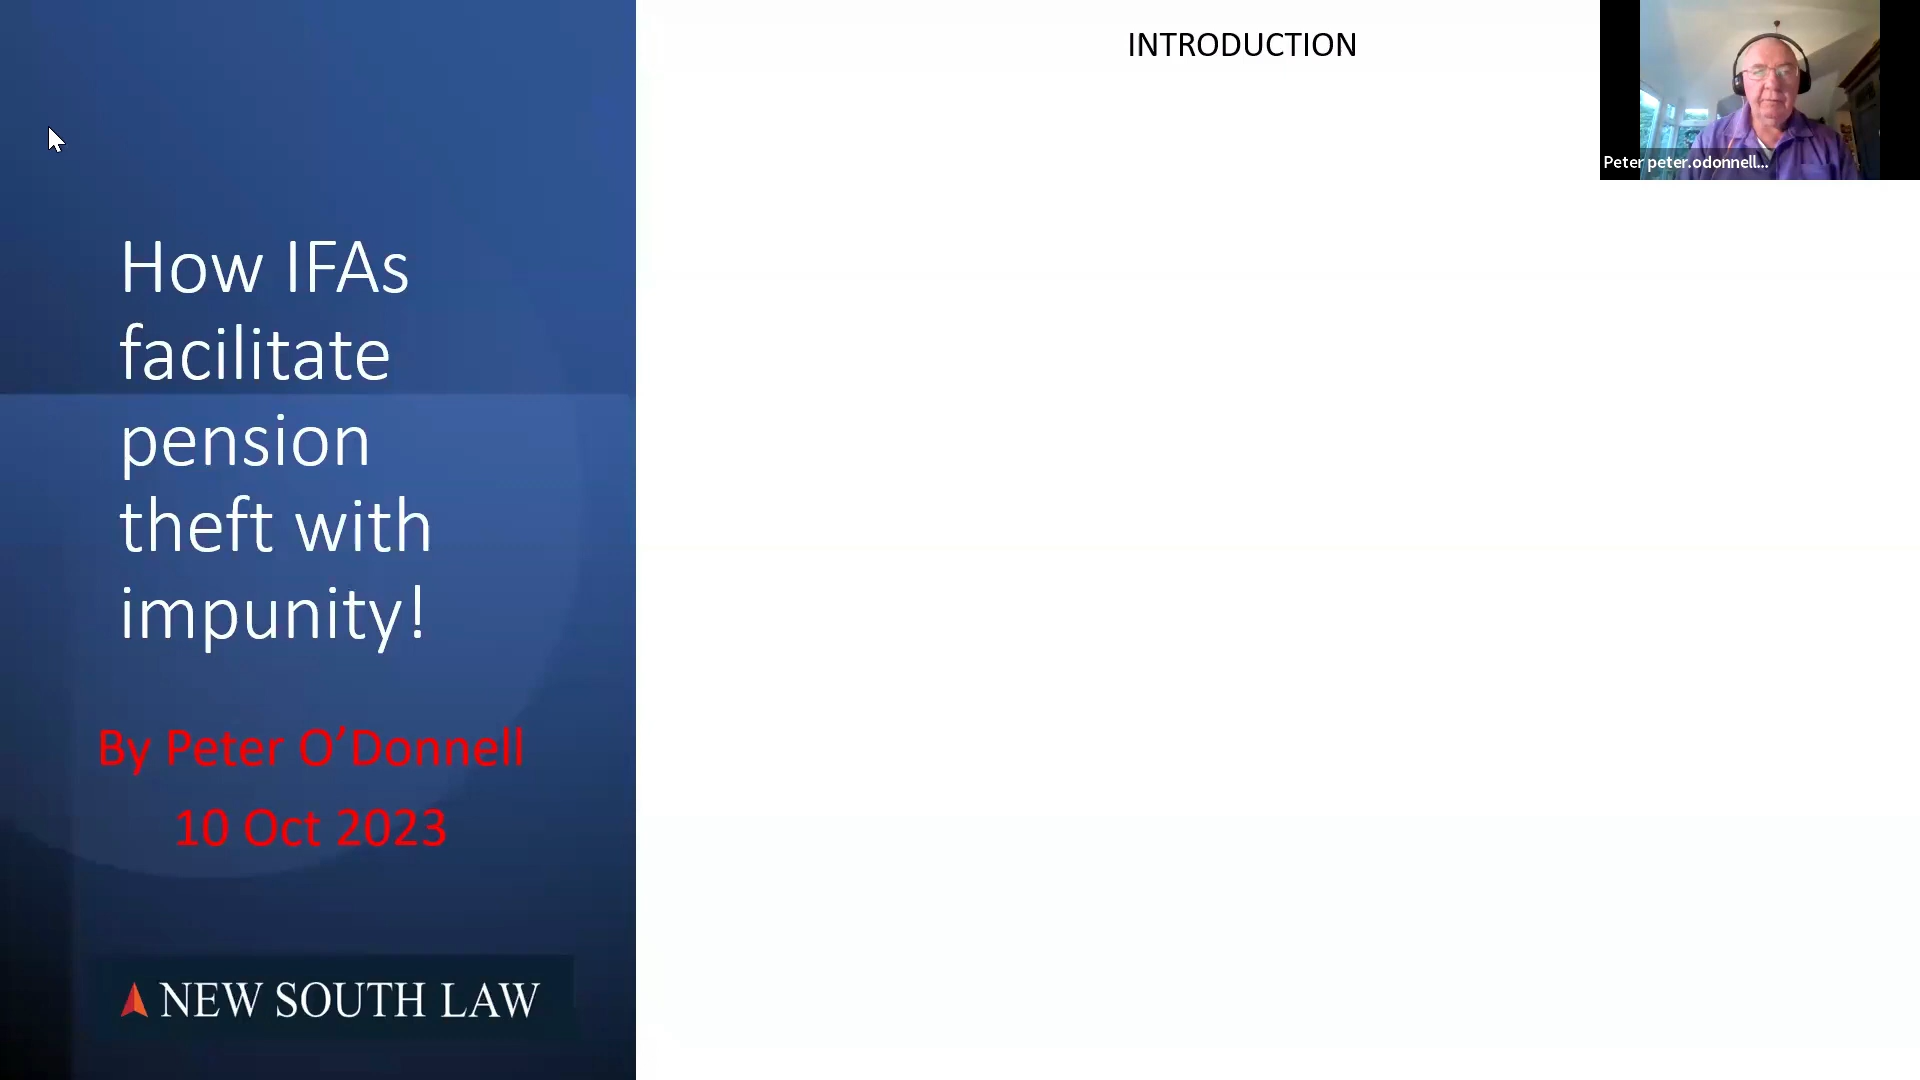 INTRODUCTION
How IFAs
facilitate
pension
theft with
impunity!
By Peter O’Donnell
10 Oct 2023
NEW SOUTH LAW
Peter peter.odonnell...